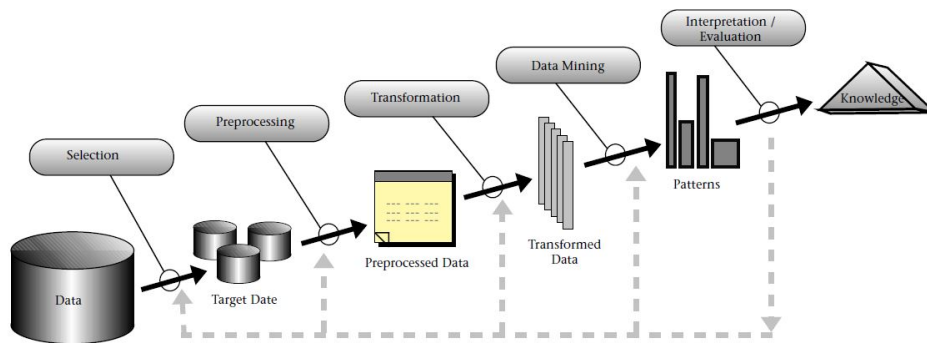 Interpretation /
Evaluation
Data Mining
Transformation
Preprocessing
Selection
Data
Target Date
Preprocessed Data
Transformed
Data
Patterns
Knowledge